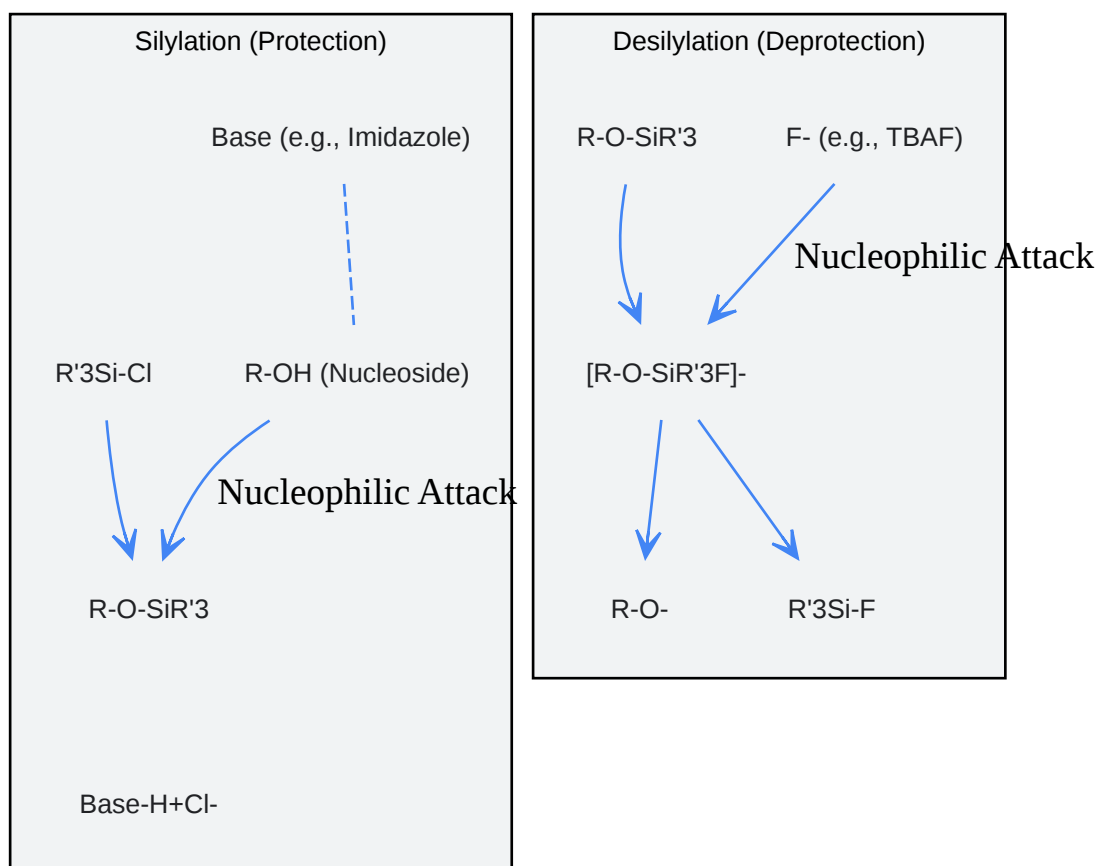 Silylation (Protection)
Base (e.g., Imidazole)
R'3Si-Cl
R-OH (Nucleoside)
Nucleophilic Attack
R-O-SiR'3
Base-H+Cl-
Desilylation (Deprotection)
R-O-SiR'3
F- (e.g., TBAF)
Nucleophilic Attack
[R-O-SiR'3F]-
R-O-
R'3Si-F